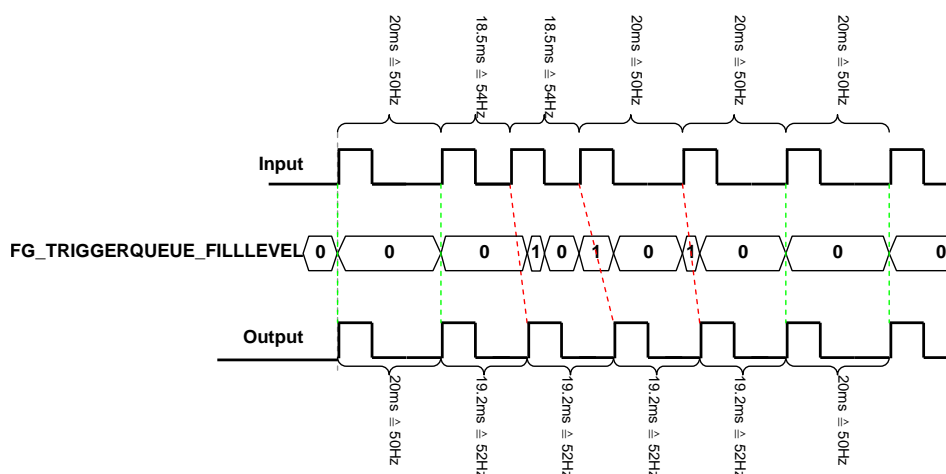 20ms ≙ 50Hz
18.5ms ≙ 54Hz
18.5ms ≙ 54Hz
20ms ≙ 50Hz
20ms ≙ 50Hz
20ms ≙ 50Hz
Input
FG_TRIGGERQUEUE_FILLLEVEL 0 0 0 1 0 1 0 1 0 0 0
Output
20ms ≙ 50Hz
19.2ms ≙ 52Hz
19.2ms ≙ 52Hz
19.2ms ≙ 52Hz
19.2ms ≙ 52Hz
20ms ≙ 50Hz